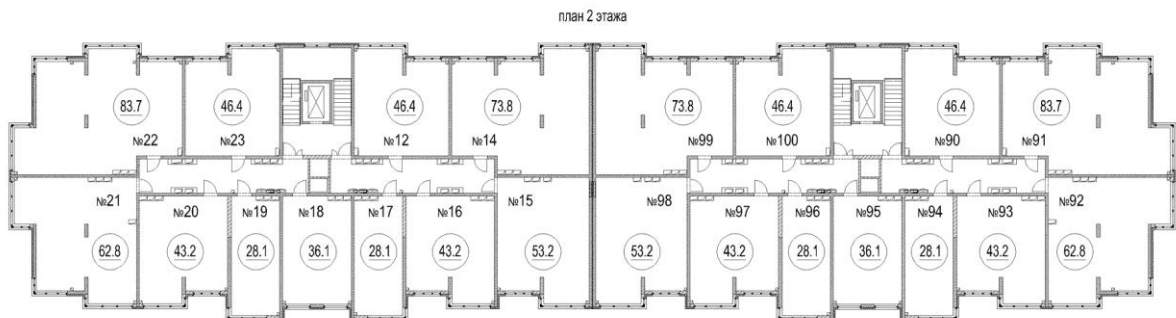 план 2 этажа
83.7 46.4 46.4 73.8 73.8 46.4 46.4 83.7
№22 №23 №12 №14 №99 №100 №90 №91
№21 №20 №19 №18 №17 №16 №15 №98 №97 №96 №95 №94 №93 №92
62.8 43.2 28.1 36.1 28.1 43.2 53.2 53.2 43.2 28.1 36.1 28.1 43.2 62.8